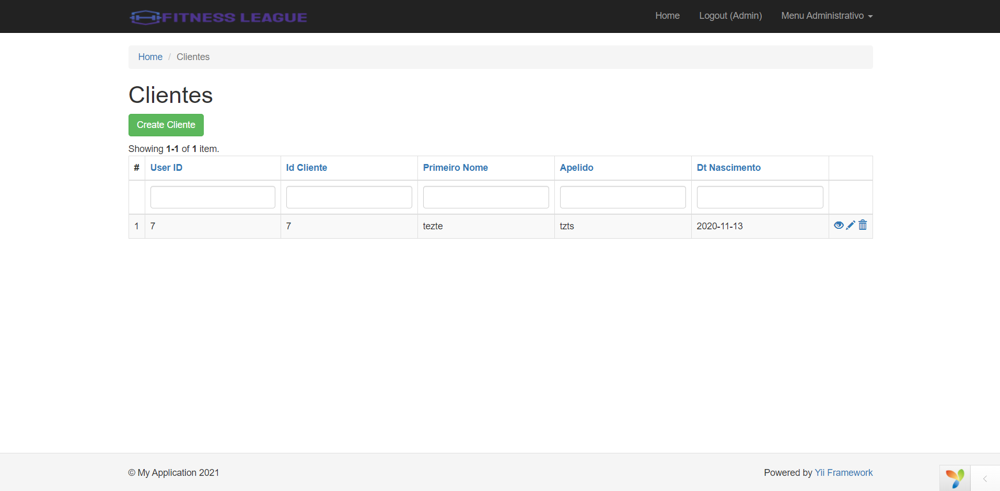 FITNESS LEAGUE
Home Logout (Admin) Menu Administrativo
Home / Clientes
Clientes
Create Cliente
Showing 1-1 of 1 item.
# User ID Id Cliente Primeiro Nome Apelido Dt Nascimento
1 7 7 tezte tzts 2020-11-13
© My Application 2021 Powered by Yii Framework